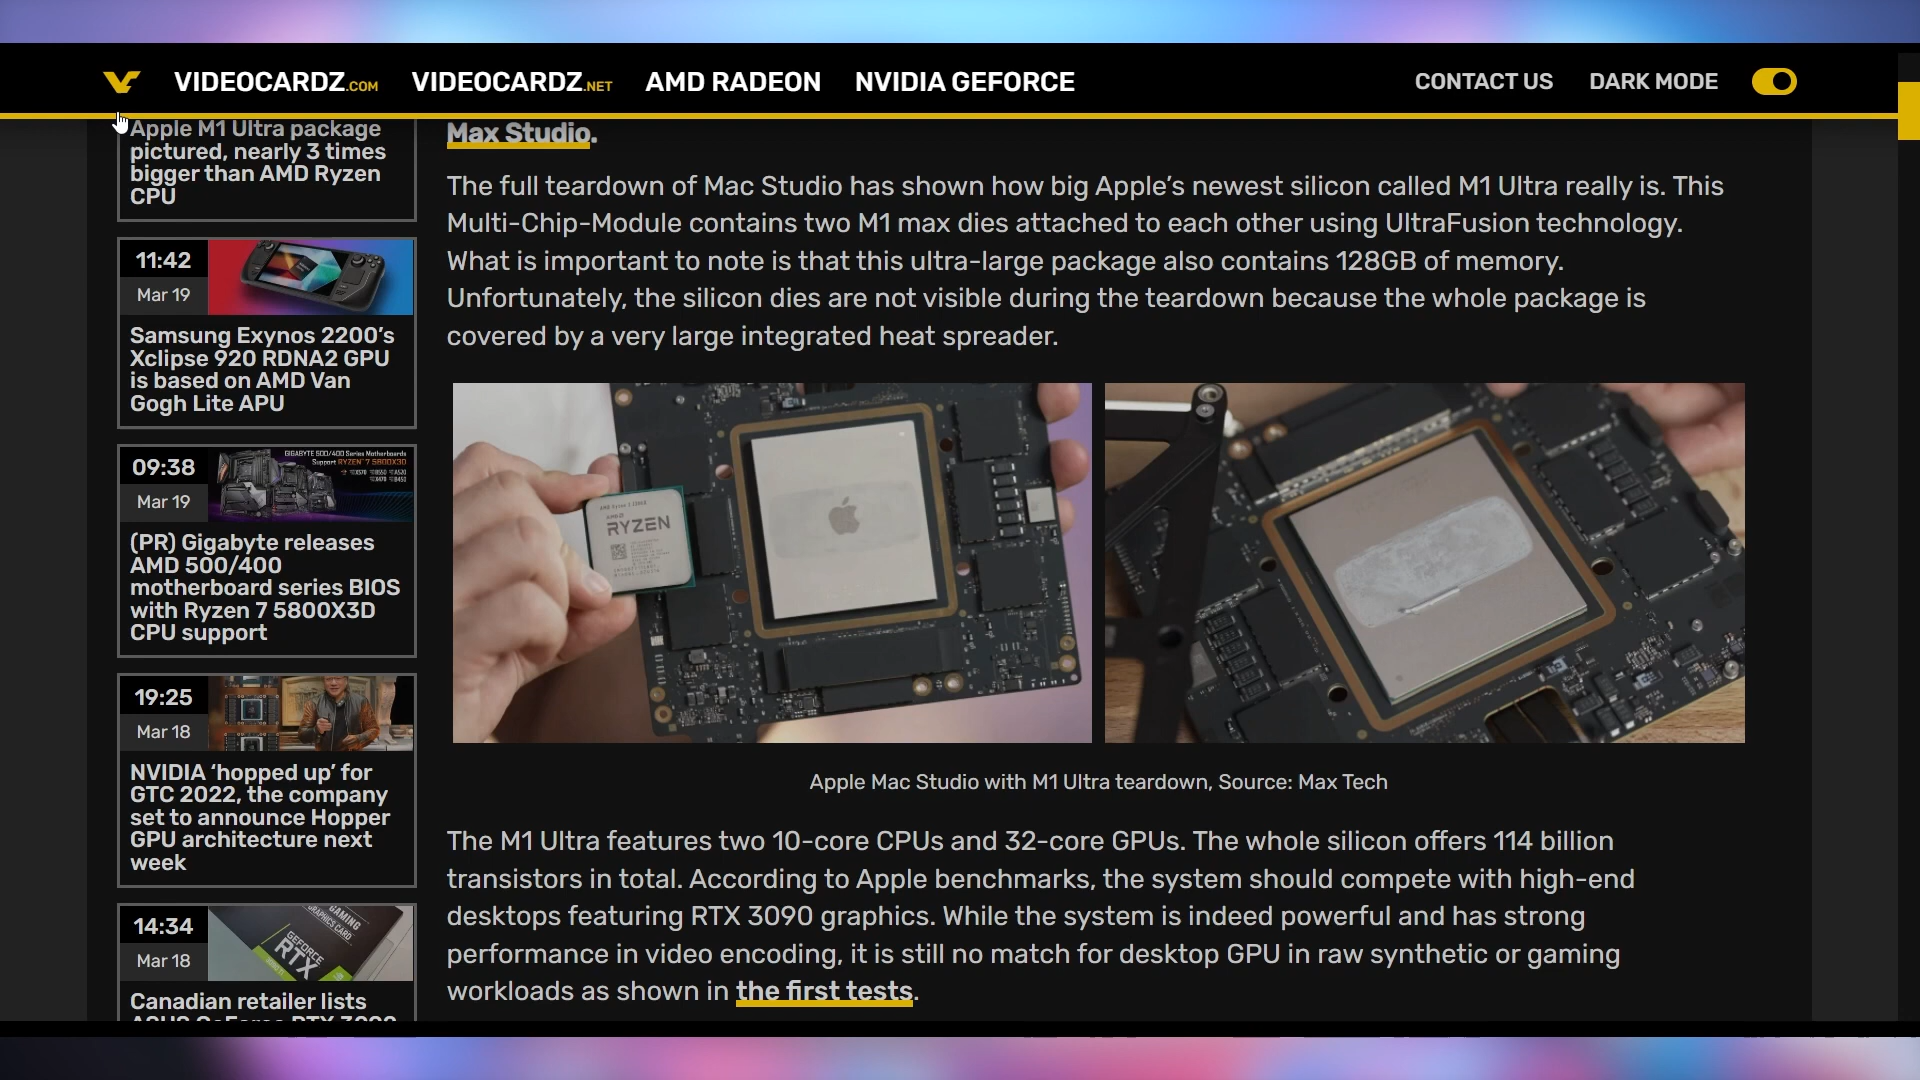 VIDEOCARDZ.COM VIDEOCARDZ.NET AMD RADEON NVIDIA GEFORCE CONTACT US DARK MODE
Apple M1 Ultra package
pictured, nearly 3 times
bigger than AMD Ryzen
CPU
11:42
Mar 19
Samsung Exynos 2200’s
Xclipse 920 RDNA2 GPU
is based on AMD Van
Gogh Lite APU
09:38
Mar 19
GIGABYTE 500/400 Series Motherboards
Support RYZEN™ 7 5800X3D
(PR) Gigabyte releases
AMD 500/400
motherboard series BIOS
with Ryzen 7 5800X3D
CPU support
19:25
Mar 18
NVIDIA ‘hopped up’ for
GTC 2022, the company
set to announce Hopper
GPU architecture next
week
14:34
Mar 18
GAMING
GRAPHICS CARD
GEFORCE
RTX
Canadian retailer lists
Max Studio.
The full teardown of Mac Studio has shown how big Apple’s newest silicon called M1 Ultra really is. This
Multi-Chip-Module contains two M1 max dies attached to each other using UltraFusion technology.
What is important to note is that this ultra-large package also contains 128GB of memory.
Unfortunately, the silicon dies are not visible during the teardown because the whole package is
covered by a very large integrated heat spreader.
AMD
RYZEN
Apple Mac Studio with M1 Ultra teardown, Source: Max Tech
The M1 Ultra features two 10-core CPUs and 32-core GPUs. The whole silicon offers 114 billion
transistors in total. According to Apple benchmarks, the system should compete with high-end
desktops featuring RTX 3090 graphics. While the system is indeed powerful and has strong
performance in video encoding, it is still no match for desktop GPU in raw synthetic or gaming
workloads as shown in the first tests.